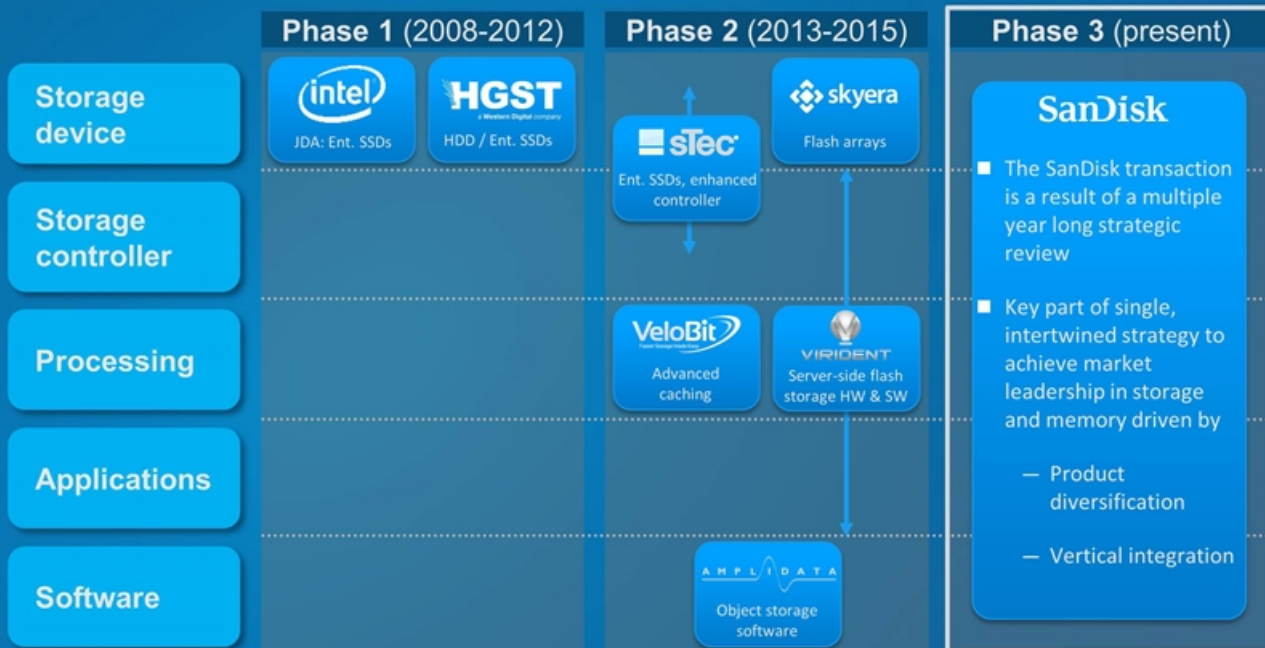 Phase 1 (2008-2012)
Phase 2 (2013-2015)
Phase 3 (present)
Storage
device
intel
JDA: Ent. SSDs
HGST
a Western Digital company
HDD / Ent. SSDs
sTec
Ent. SSDs, enhanced
controller
skyera
Flash arrays
Storage
controller
Processing
VeloBit
Faster Storage Made Easy
Advanced
caching
VIRIDENT
Server-side flash
storage HW & SW
Applications
Software
AMPLIDATA
Object storage
software
SanDisk
■ The SanDisk transaction
is a result of a multiple
year long strategic
review
■ Key part of single,
intertwined strategy to
achieve market
leadership in storage
and memory driven by
— Product
diversification
— Vertical integration